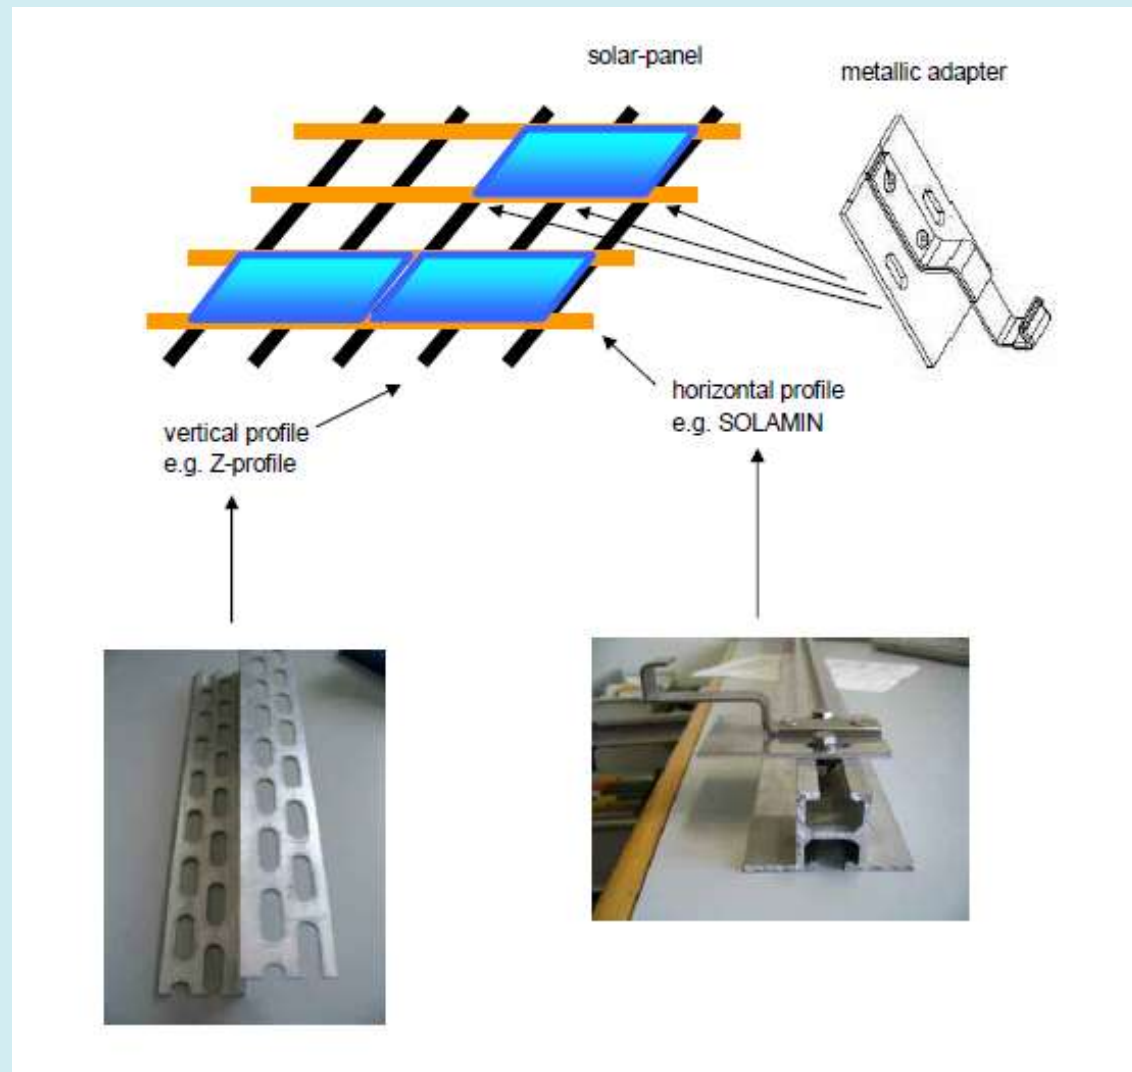 solar-panel
metallic adapter
horizontal profile
e.g. SOLAMIN
vertical profile
e.g. Z-profile